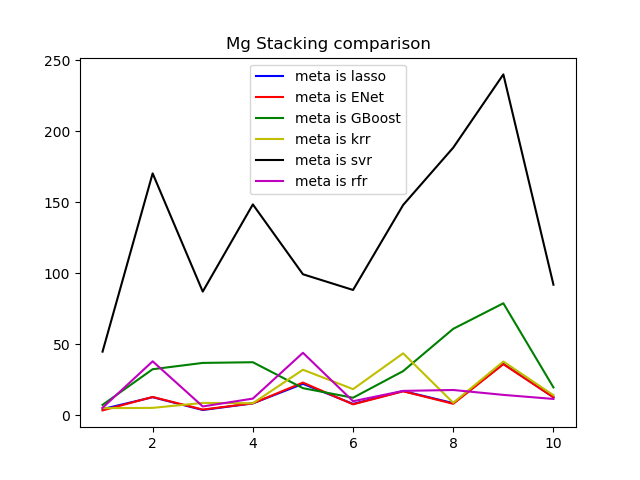 Mg Stacking comparison
meta is lasso
meta is ENet
meta is GBoost
meta is krr
meta is svr
meta is rfr
250
200
150
100
50
0
2 4 6 8 10